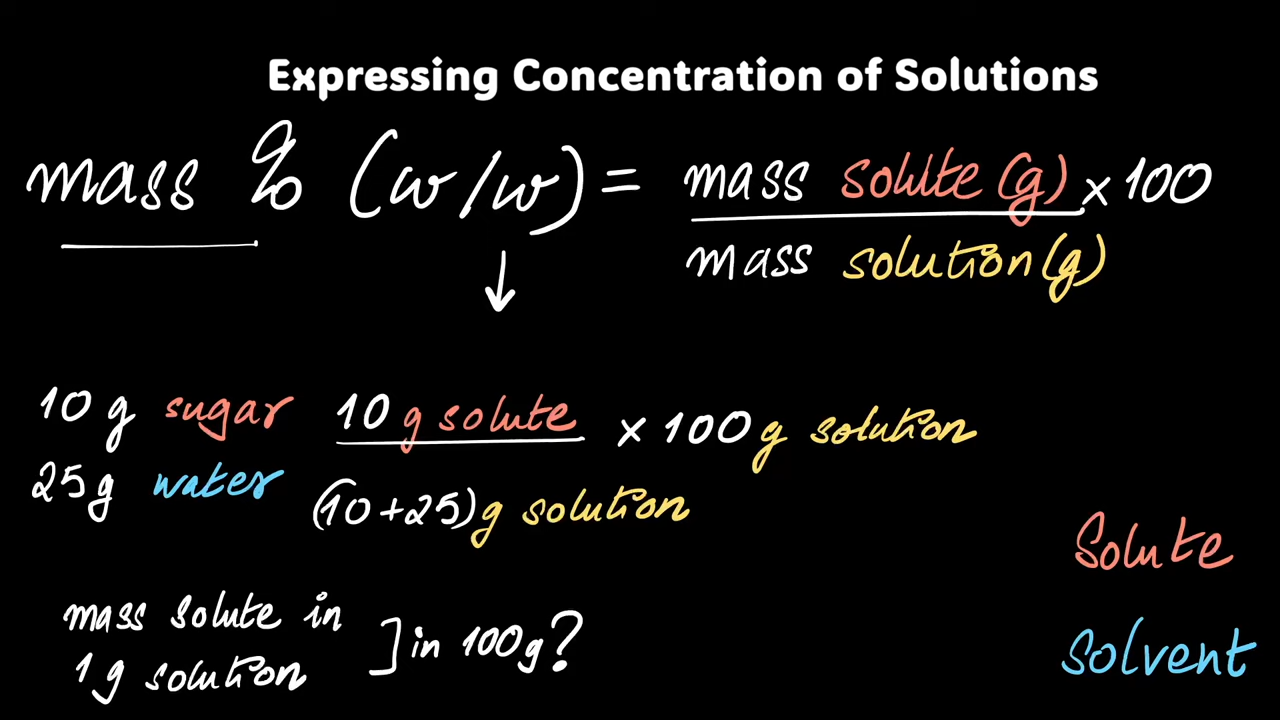 Expressing Concentration of Solutions
mass % (w/w) = mass solute (g) × 100
mass solution (g)
↓
10 g sugar 10 g solute × 100 g solution
25 g water (10 + 25) g solution
mass solute in
1 g solution ] in 100g?
Solute
Solvent